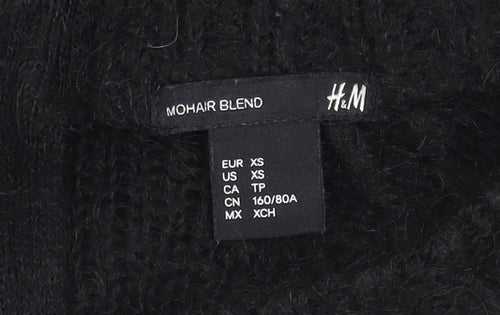 MOHAIR BLEND H&M
EUR XS
US XS
CA TP
CN 160/80A
MX XCH